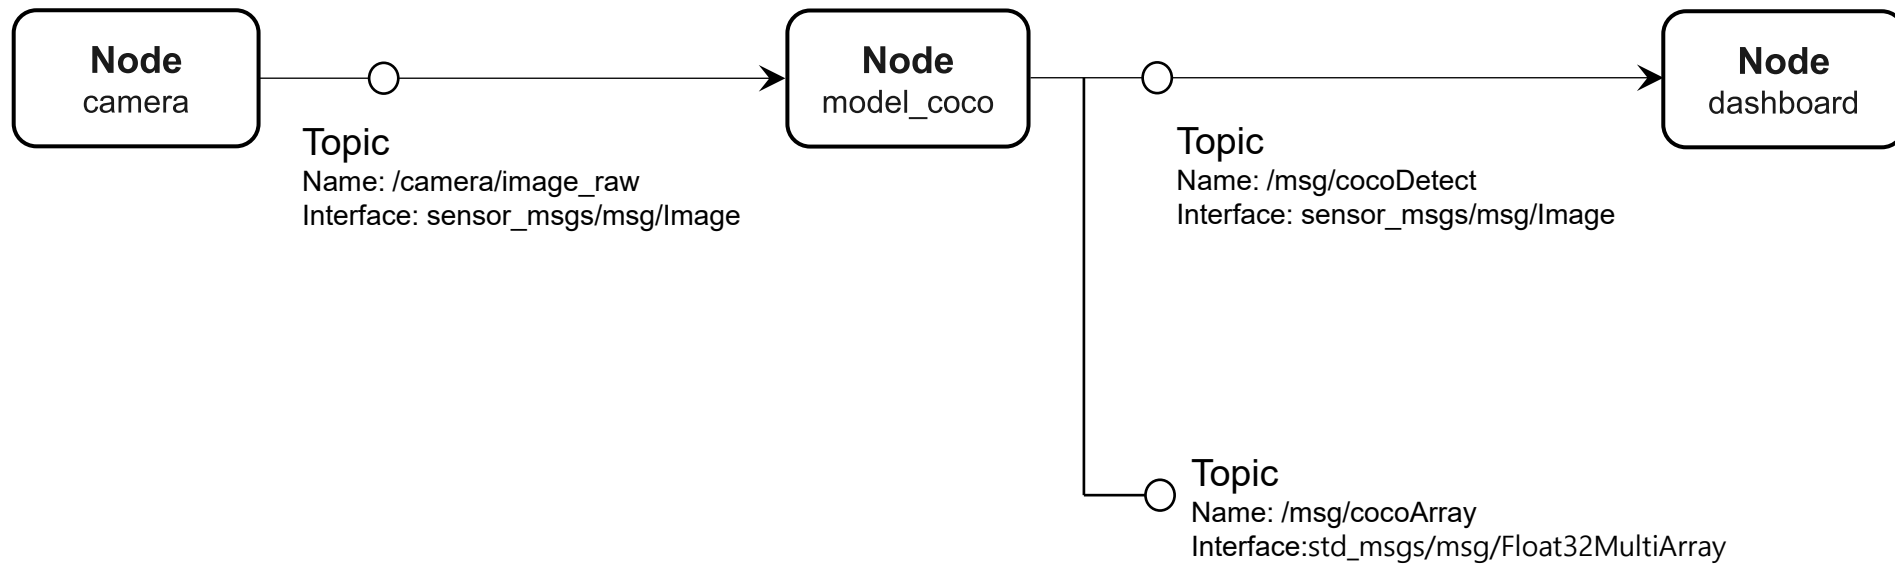 Node
camera
Topic
Name: /camera/image_raw
Interface: sensor_msgs/msg/Image
Node
model_coco
Topic
Name: /msg/cocoDetect
Interface: sensor_msgs/msg/Image
Node
dashboard
Topic
Name: /msg/cocoArray
Interface:std_msgs/msg/Float32MultiArray